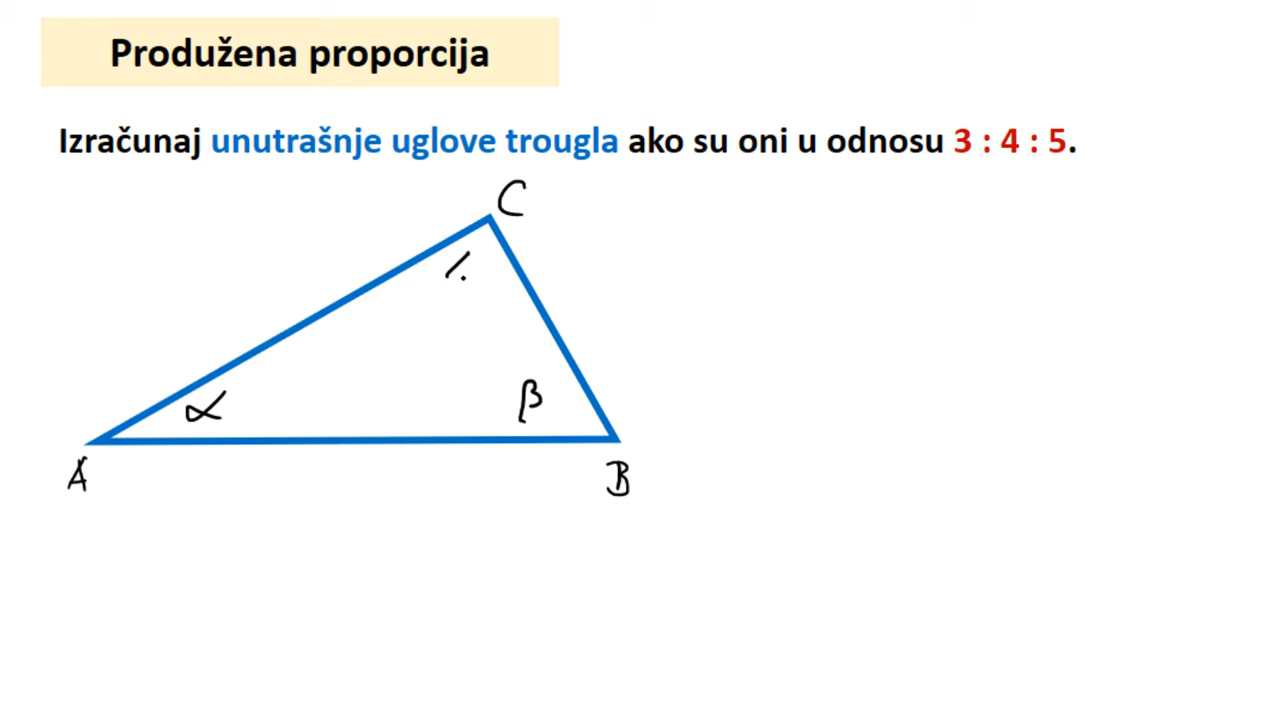 Produžena proporcija
Izračunaj unutrašnje uglove trougla ako su oni u odnosu 3 : 4 : 5.
C
α
β
A
B